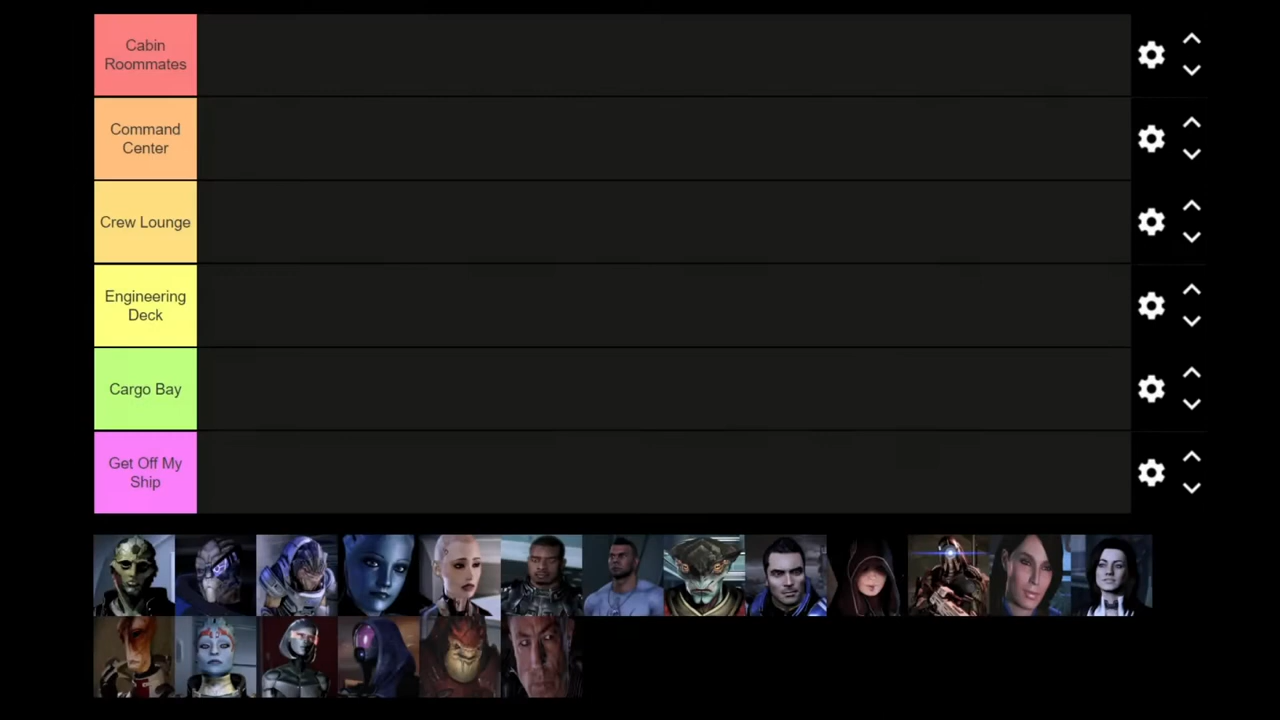 Cabin
Roommates
Command
Center
Crew Lounge
Engineering
Deck
Cargo Bay
Get Off My
Ship